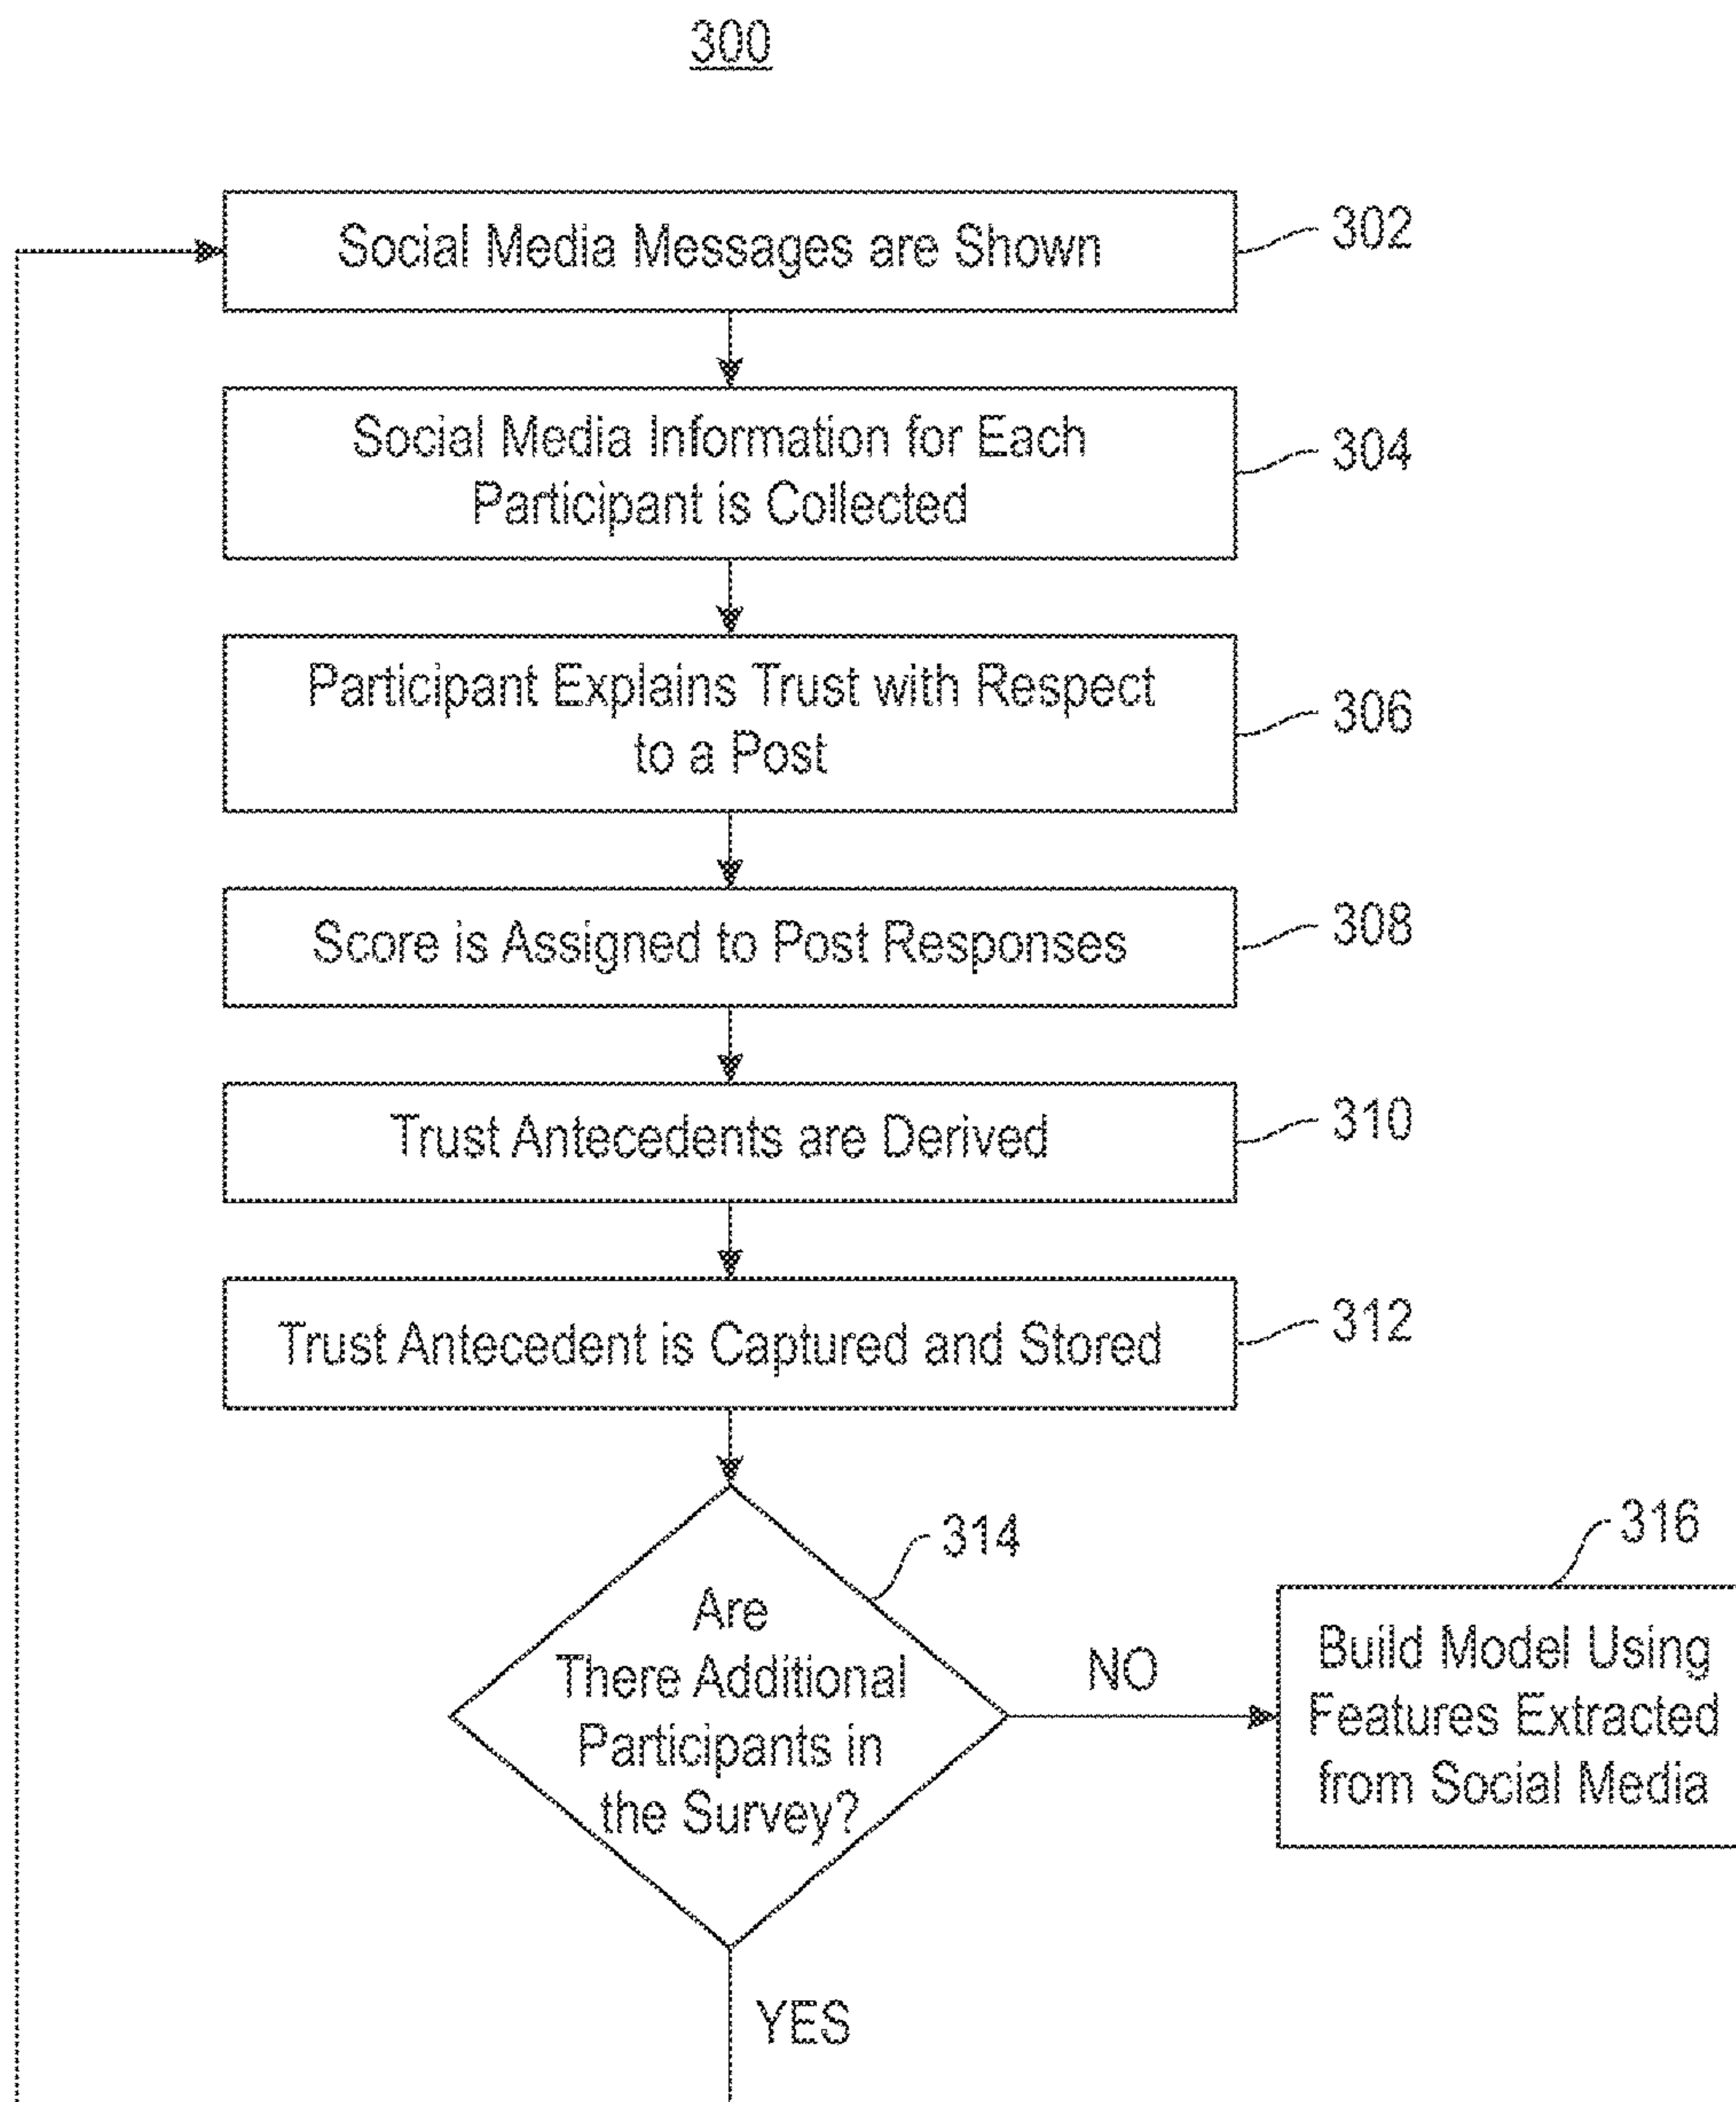 300
Social Media Messages are Shown
302
Social Media Information for Each
Participant is Collected
304
Participant Explains Trust with Respect
to a Post
306
Score is Assigned to Post Responses
308
Trust Antecedents are Derived
310
Trust Antecedent is Captured and Stored
312
314
Are
There Additional
Participants in
the Survey?
NO
316
Build Model Using
Features Extracted
from Social Media
YES